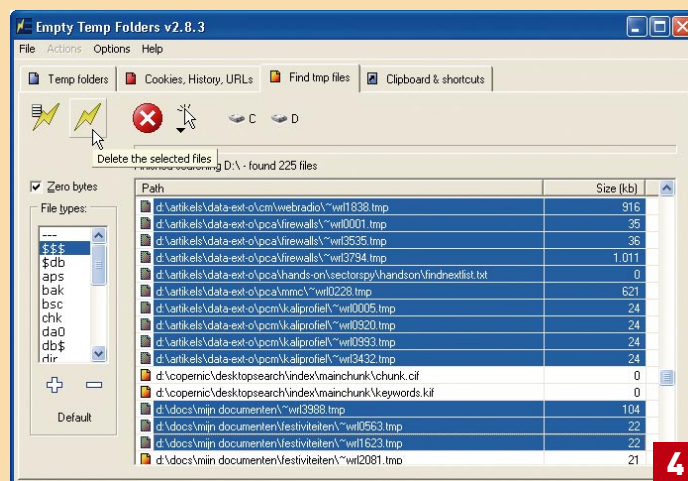 Empty Temp Folders v2.8.3
File Actions Options Help
Temp folders Cookies, History, URLs Find tmp files Clipboard & shortcuts
C D
Delete the selected files
Finished searching D:\ - found 225 files
Zero bytes
Path Size (kb)
File types:
d:\artikels\data-ext-o\cm\webradio\~wrl1838.tmp 916
d:\artikels\data-ext-o\pca\firewalls\~wrl0001.tmp 35
d:\artikels\data-ext-o\pca\firewalls\~wrl3535.tmp 36
d:\artikels\data-ext-o\pca\firewalls\~wrl3794.tmp 1.011
d:\artikels\data-ext-o\pca\hands-on\sectorspy\handson\findnextlist.txt 0
d:\artikels\data-ext-o\pca\mmc\~wrl0228.tmp 621
d:\artikels\data-ext-o\pcm\kaliprofiel\~wrl0005.tmp 24
d:\artikels\data-ext-o\pcm\kaliprofiel\~wrl0920.tmp 24
d:\artikels\data-ext-o\pcm\kaliprofiel\~wrl0993.tmp 24
d:\artikels\data-ext-o\pcm\kaliprofiel\~wrl3432.tmp 24
d:\copernic\desktopsearch\index\mainchunk\chunk.cif 0
d:\copernic\desktopsearch\index\mainchunk\keywords.kif 0
d:\docs\mijn documenten\~wrl3988.tmp 104
d:\docs\mijn documenten\festiviteiten\~wrl0563.tmp 22
d:\docs\mijn documenten\festiviteiten\~wrl1623.tmp 22
d:\docs\mijn documenten\festiviteiten\~wrl2081.tmp 21
---
$$$
$db
aps
bak
bsc
chk
da0
db$
dir
Default
4